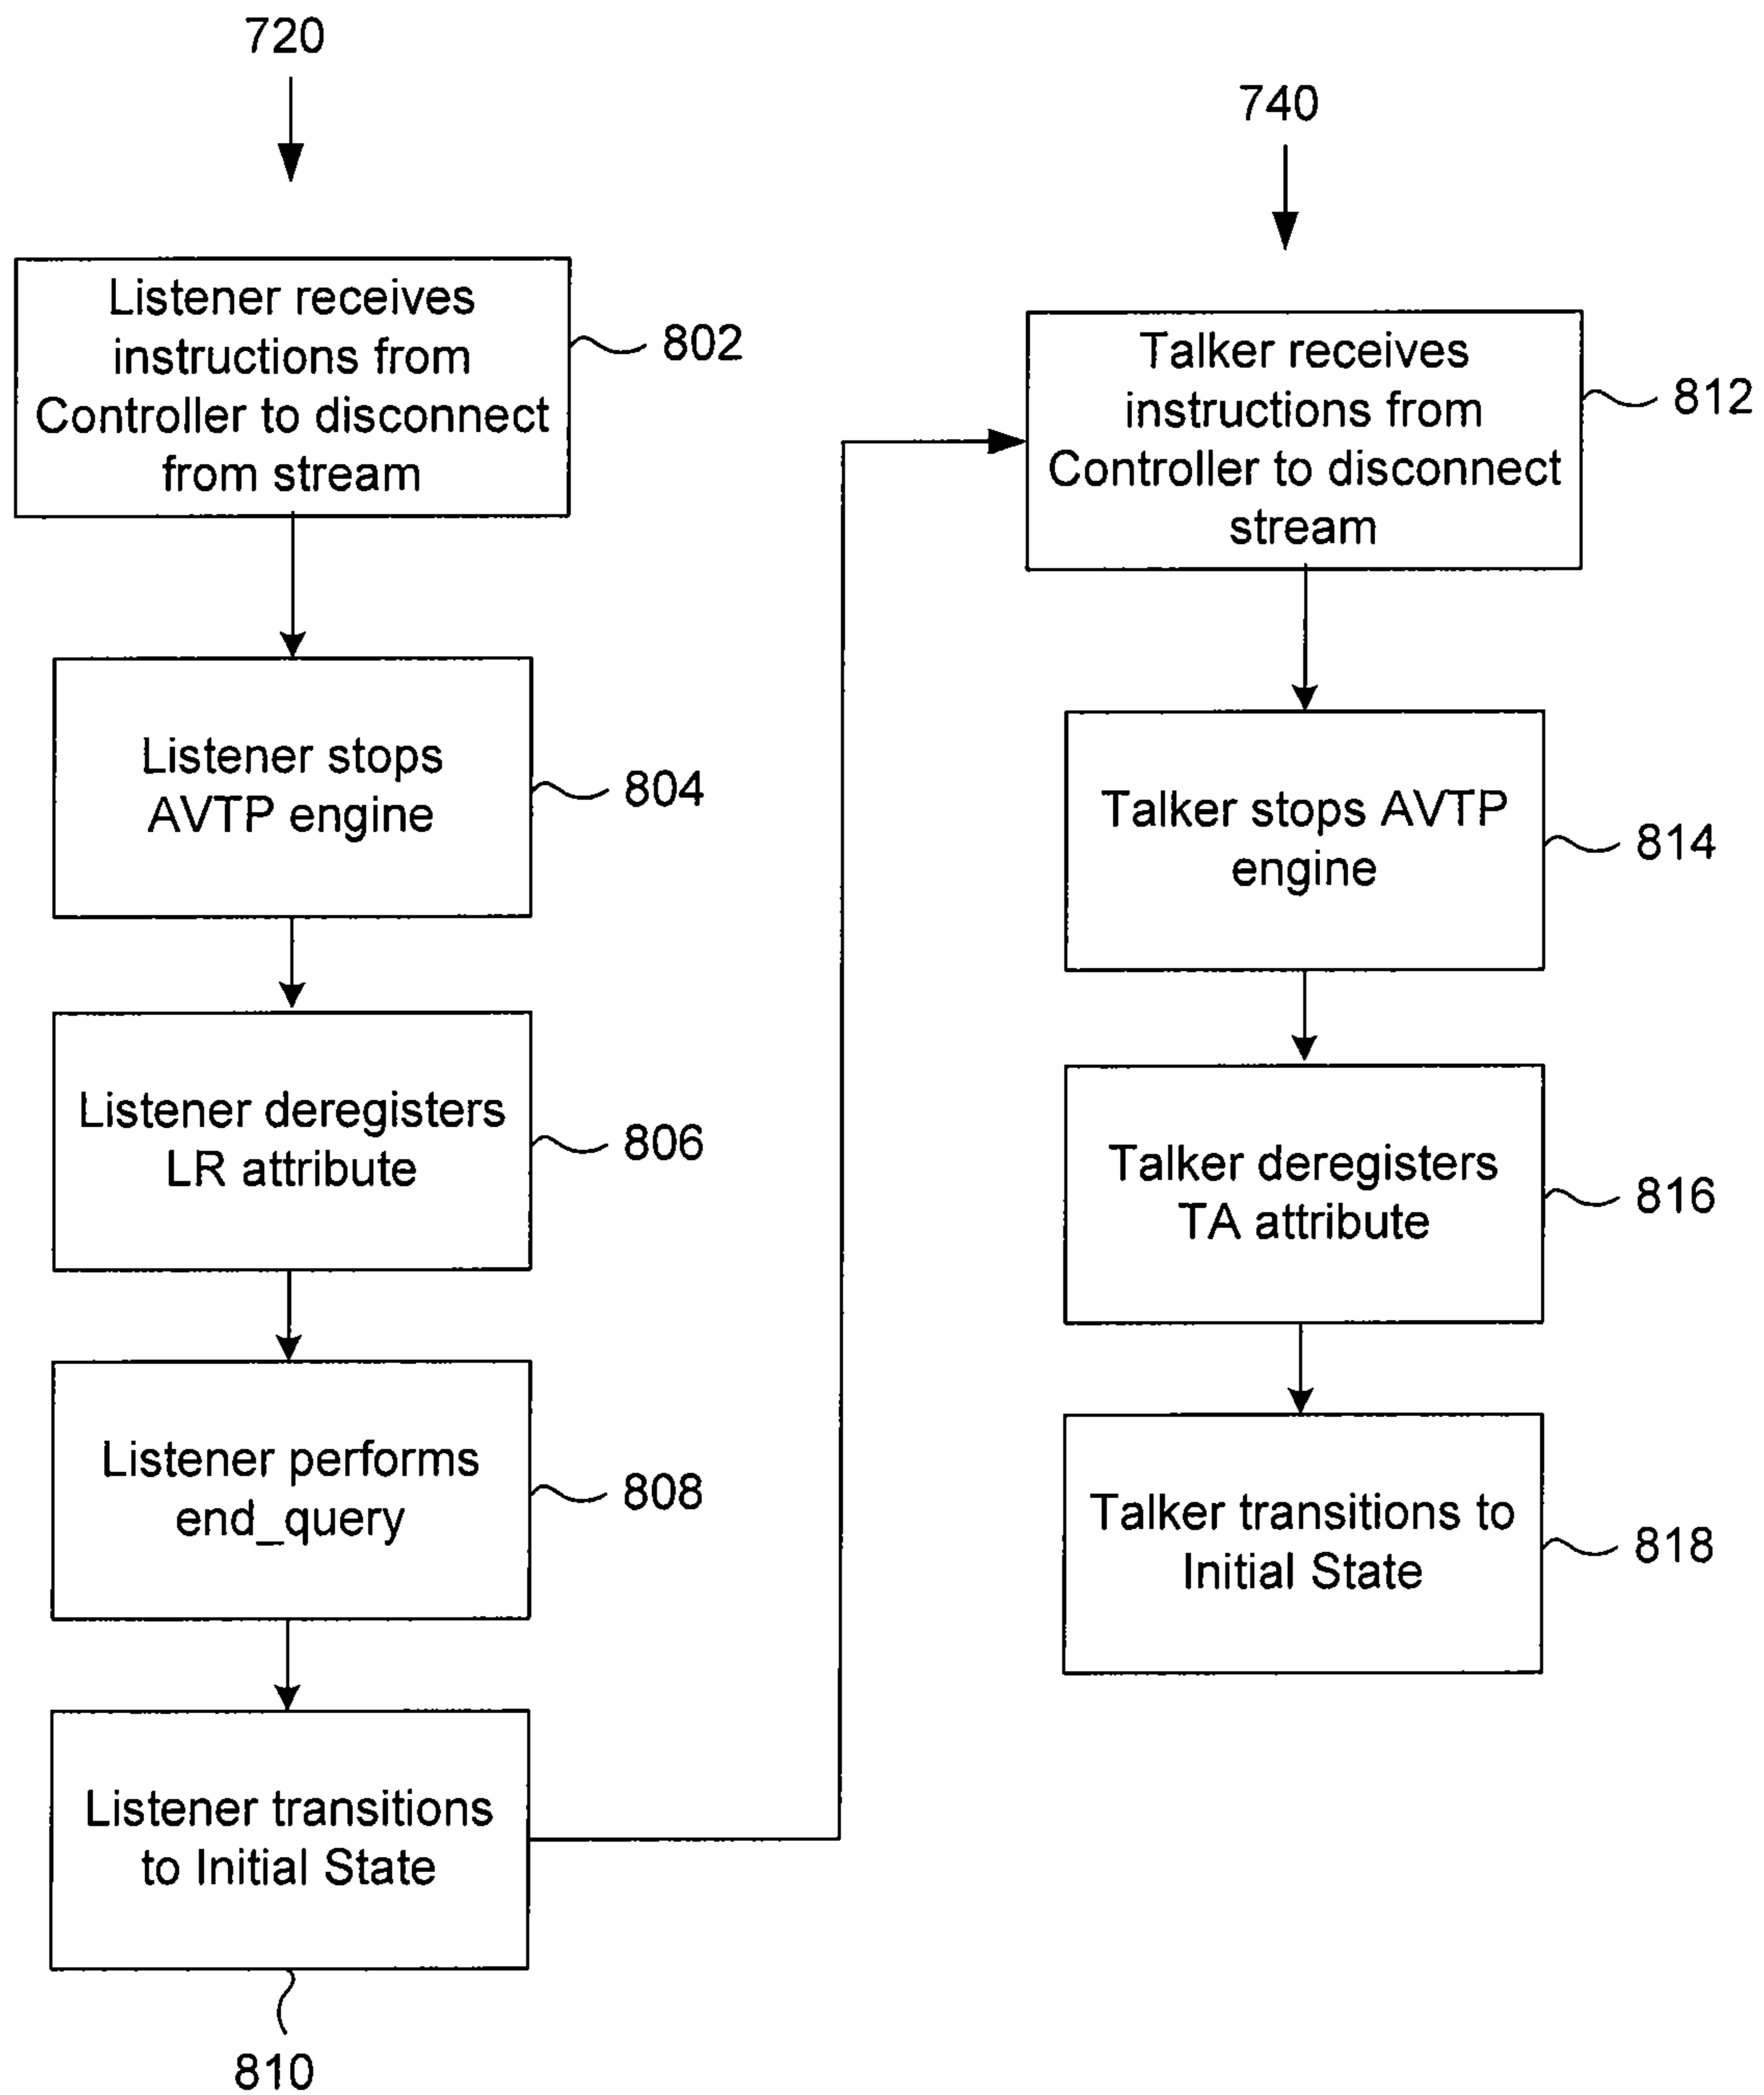 720
Listener receives
instructions from
Controller to disconnect
from stream
802
Listener stops
AVTP engine
804
Listener deregisters
LR attribute
806
Listener performs
end_query
808
Listener transitions
to Initial State
810
740
Talker receives
instructions from
Controller to disconnect
stream
812
Talker stops AVTP
engine
814
Talker deregisters
TA attribute
816
Talker transitions to
Initial State
818